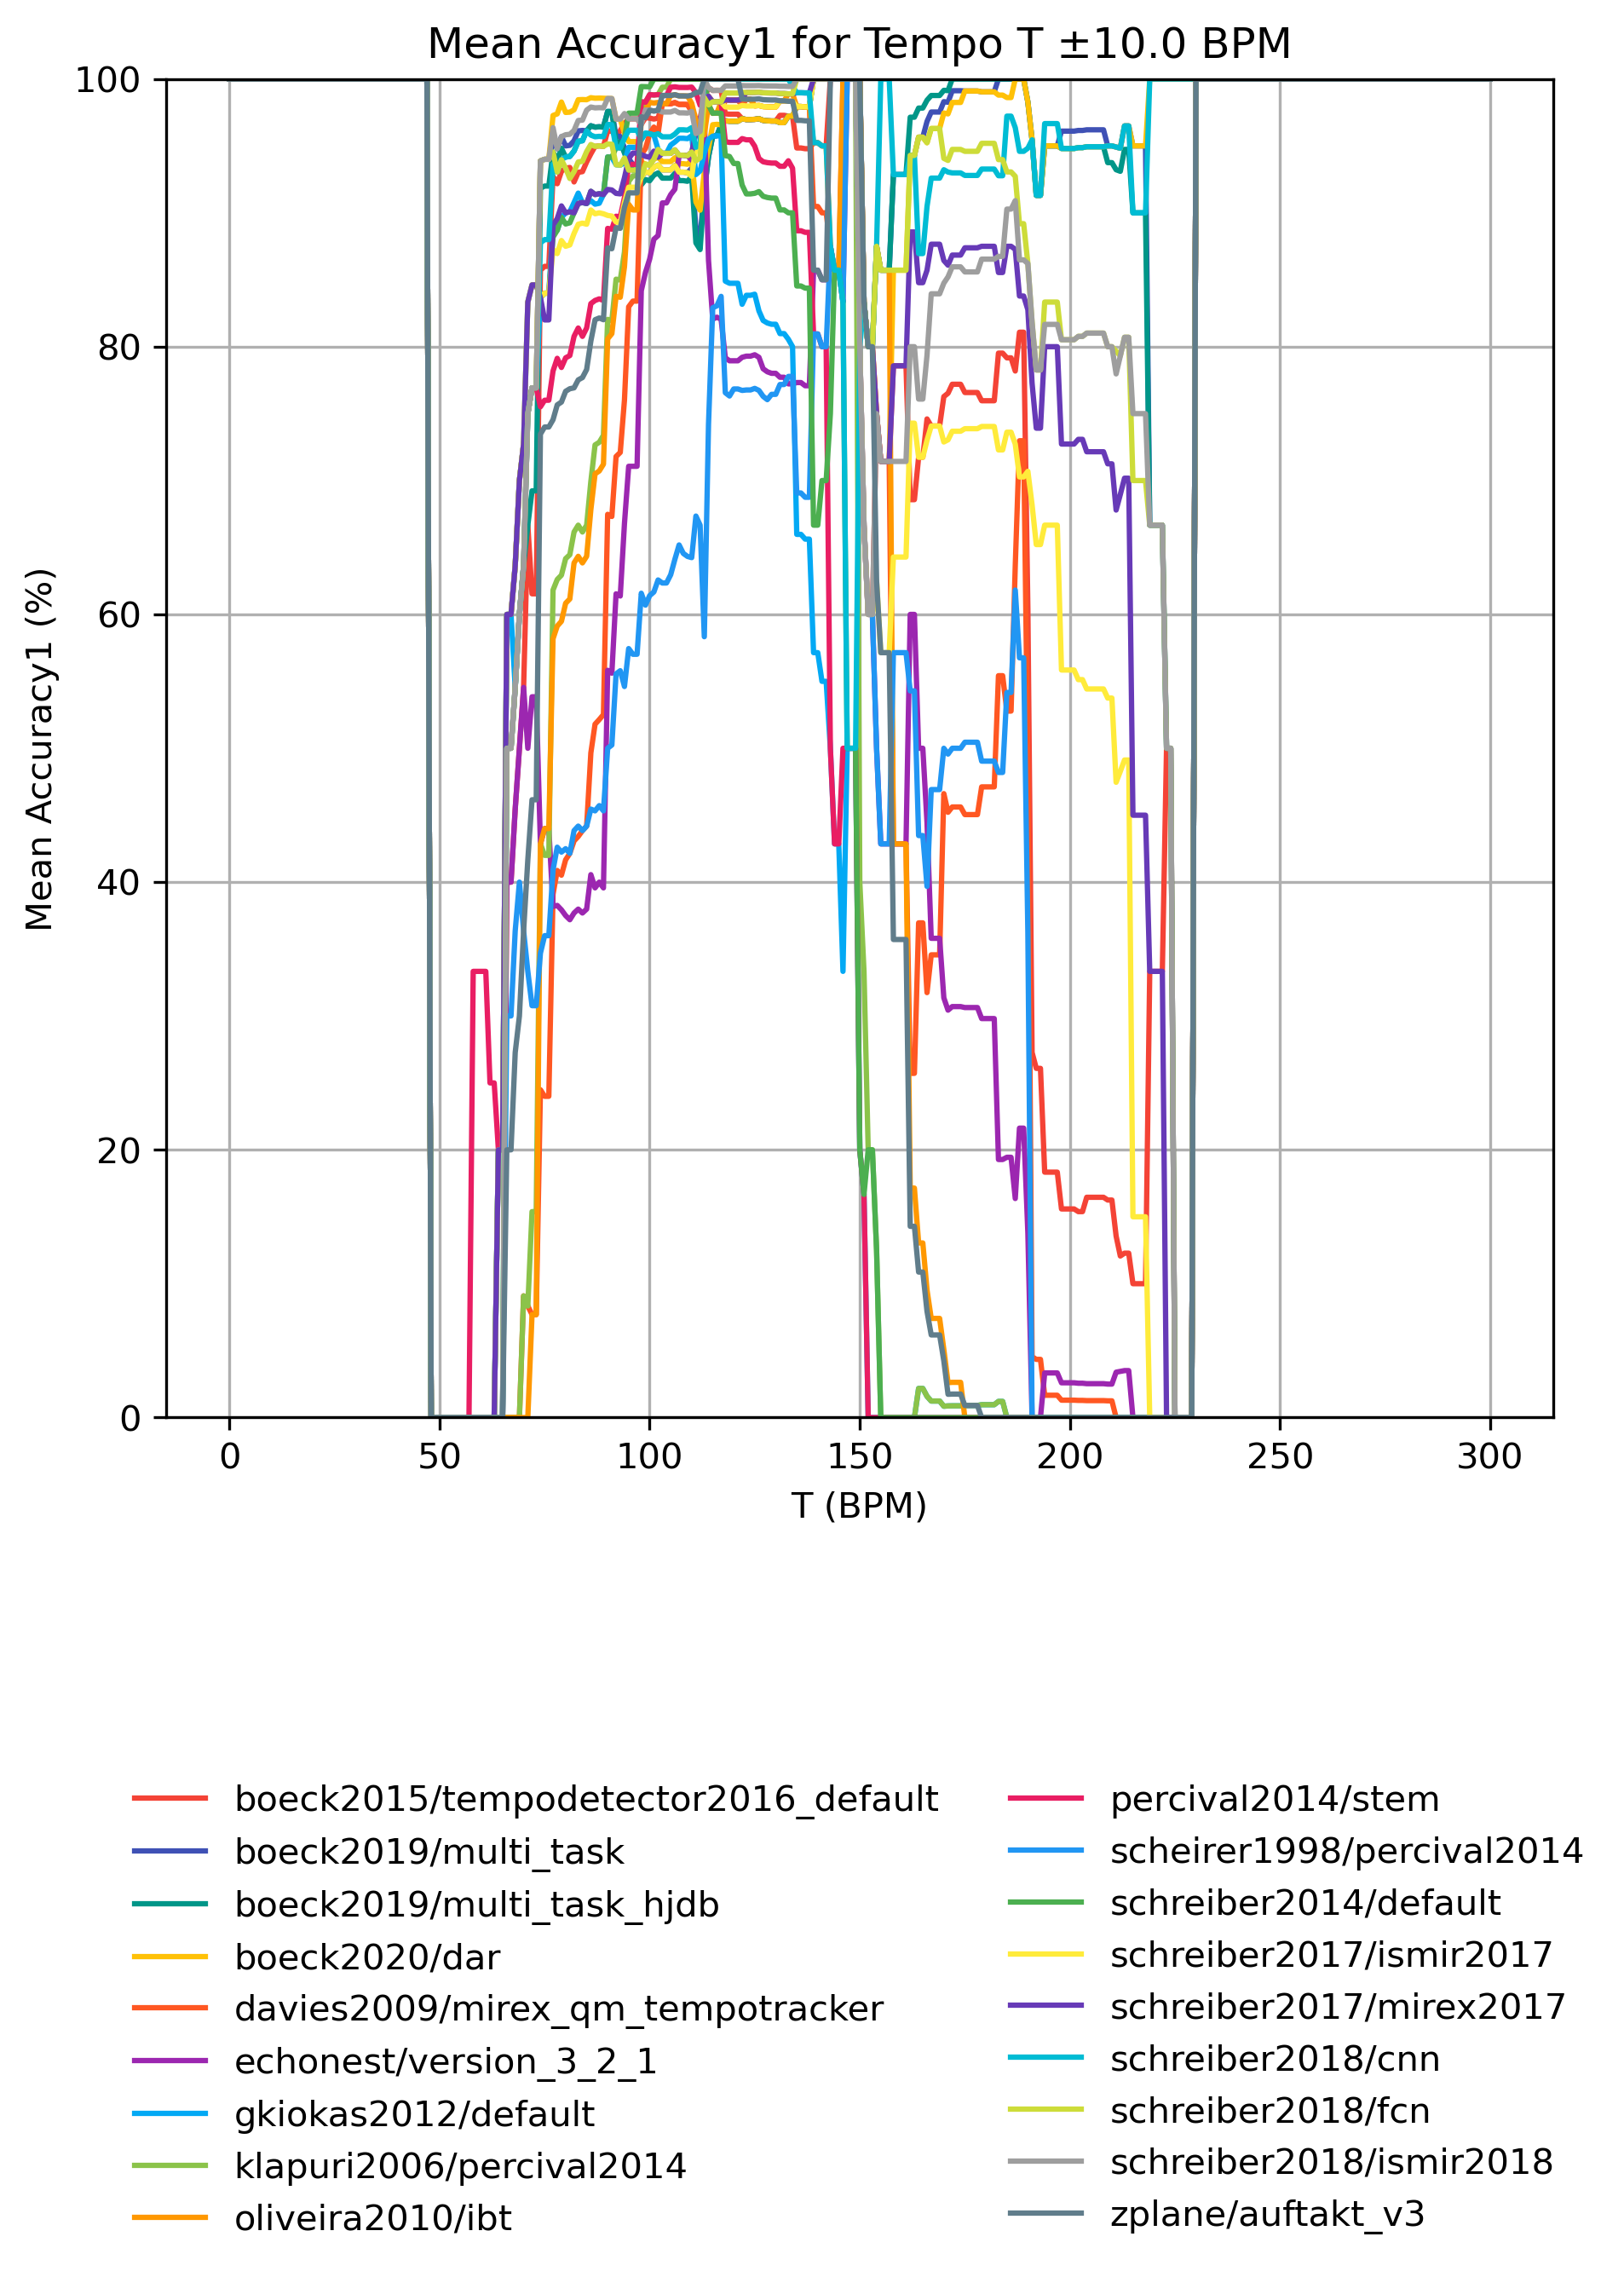 Mean Accuracy1 for Tempo T ±10.0 BPM
100
80
60
40
20
0
Mean Accuracy1 (%)
0 50 100 150 200 250 300
T (BPM)
boeck2015/tempodetector2016_default
boeck2019/multi_task
boeck2019/multi_task_hjdb
boeck2020/dar
davies2009/mirex_qm_tempotracker
echonest/version_3_2_1
gkiokas2012/default
klapuri2006/percival2014
oliveira2010/ibt
percival2014/stem
scheirer1998/percival2014
schreiber2014/default
schreiber2017/ismir2017
schreiber2017/mirex2017
schreiber2018/cnn
schreiber2018/fcn
schreiber2018/ismir2018
zplane/auftakt_v3